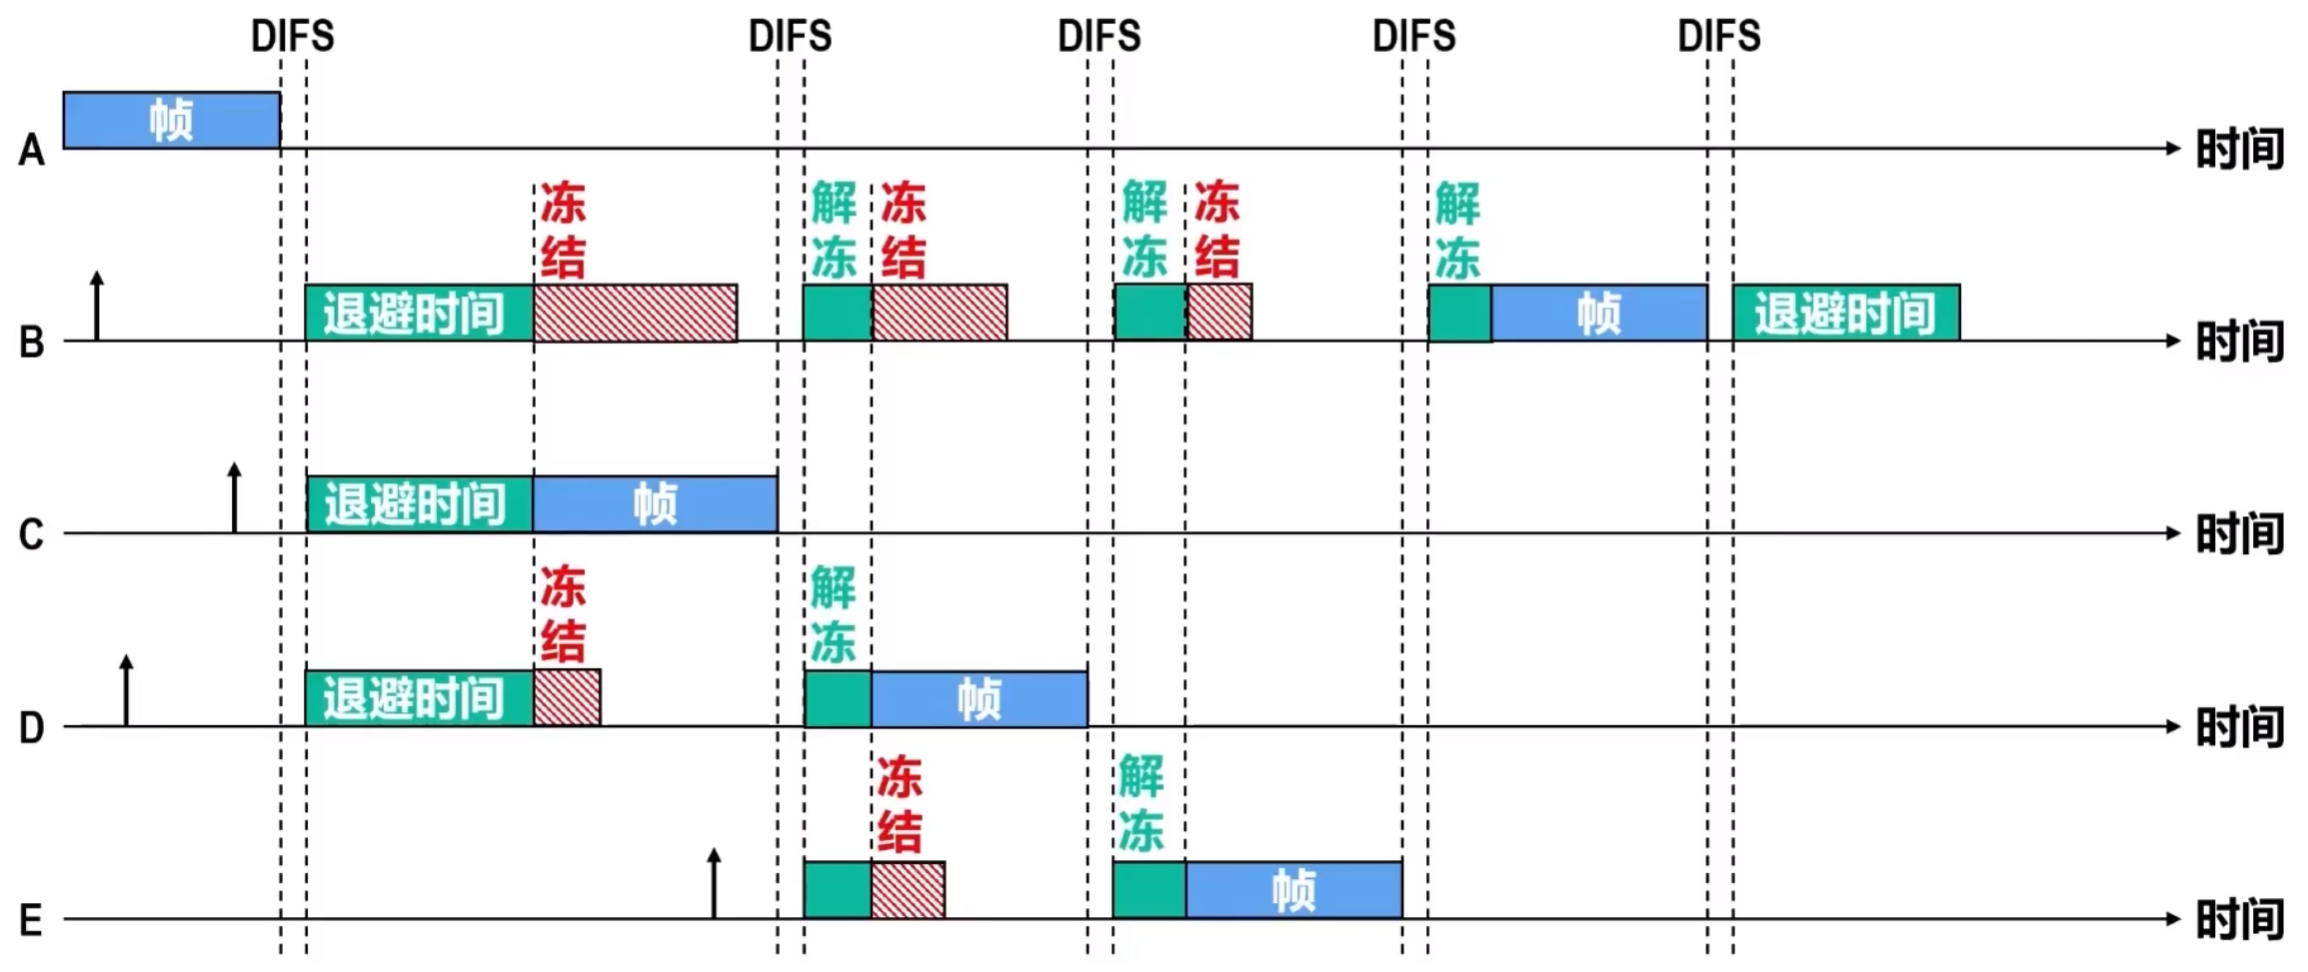 DIFS DIFS DIFS DIFS DIFS
帧
A 时间
冻结 解冻 冻结 解冻 冻结 解冻
退避时间 帧 退避时间
B 时间
退避时间 帧
C 时间
冻结 解冻
退避时间 帧
D 时间
冻结 解冻
帧
E 时间